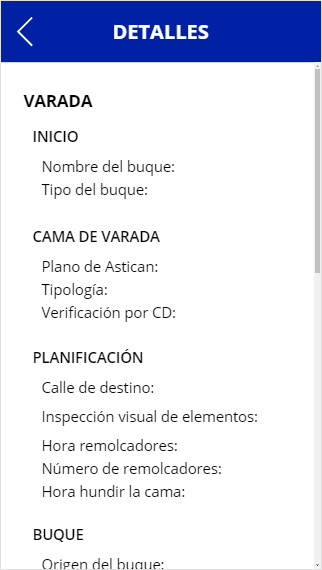 DETALLES
VARADA
INICIO
Nombre del buque:
Tipo del buque:
CAMA DE VARADA
Plano de Astican:
Tipología:
Verificación por CD:
PLANIFICACIÓN
Calle de destino:
Inspección visual de elementos:
Hora remolcadores:
Número de remolcadores:
Hora hundir la cama:
BUQUE
Origen del buque: